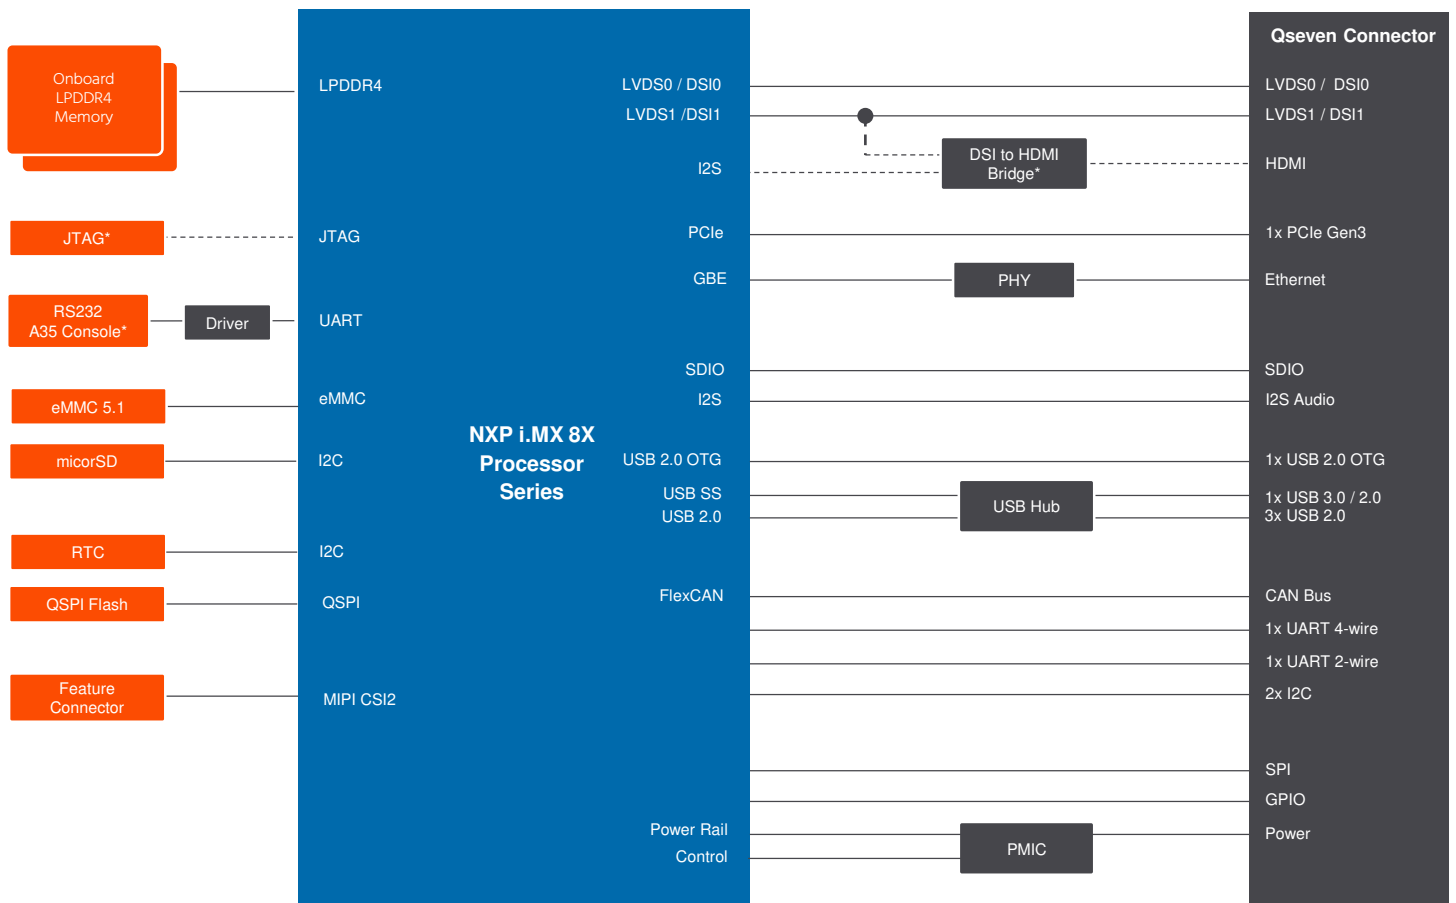 Onboard
LPDDR4
Memory
JTAG*
RS232
A35 Console*
Driver
eMMC 5.1
micorSD
RTC
QSPI Flash
Feature
Connector
LPDDR4
JTAG
UART
eMMC
I2C
I2C
QSPI
MIPI CSI2
NXP i.MX 8X
Processor
Series
LVDS0 / DSI0
LVDS1 /DSI1
I2S
PCIe
GBE
SDIO
I2S
USB 2.0 OTG
USB SS
USB 2.0
FlexCAN
Power Rail
Control
DSI to HDMI
Bridge*
PHY
USB Hub
PMIC
Qseven Connector
LVDS0 / DSI0
LVDS1 / DSI1
HDMI
1x PCIe Gen3
Ethernet
SDIO
I2S Audio
1x USB 2.0 OTG
1x USB 3.0 / 2.0
3x USB 2.0
CAN Bus
1x UART 4-wire
1x UART 2-wire
2x I2C
SPI
GPIO
Power